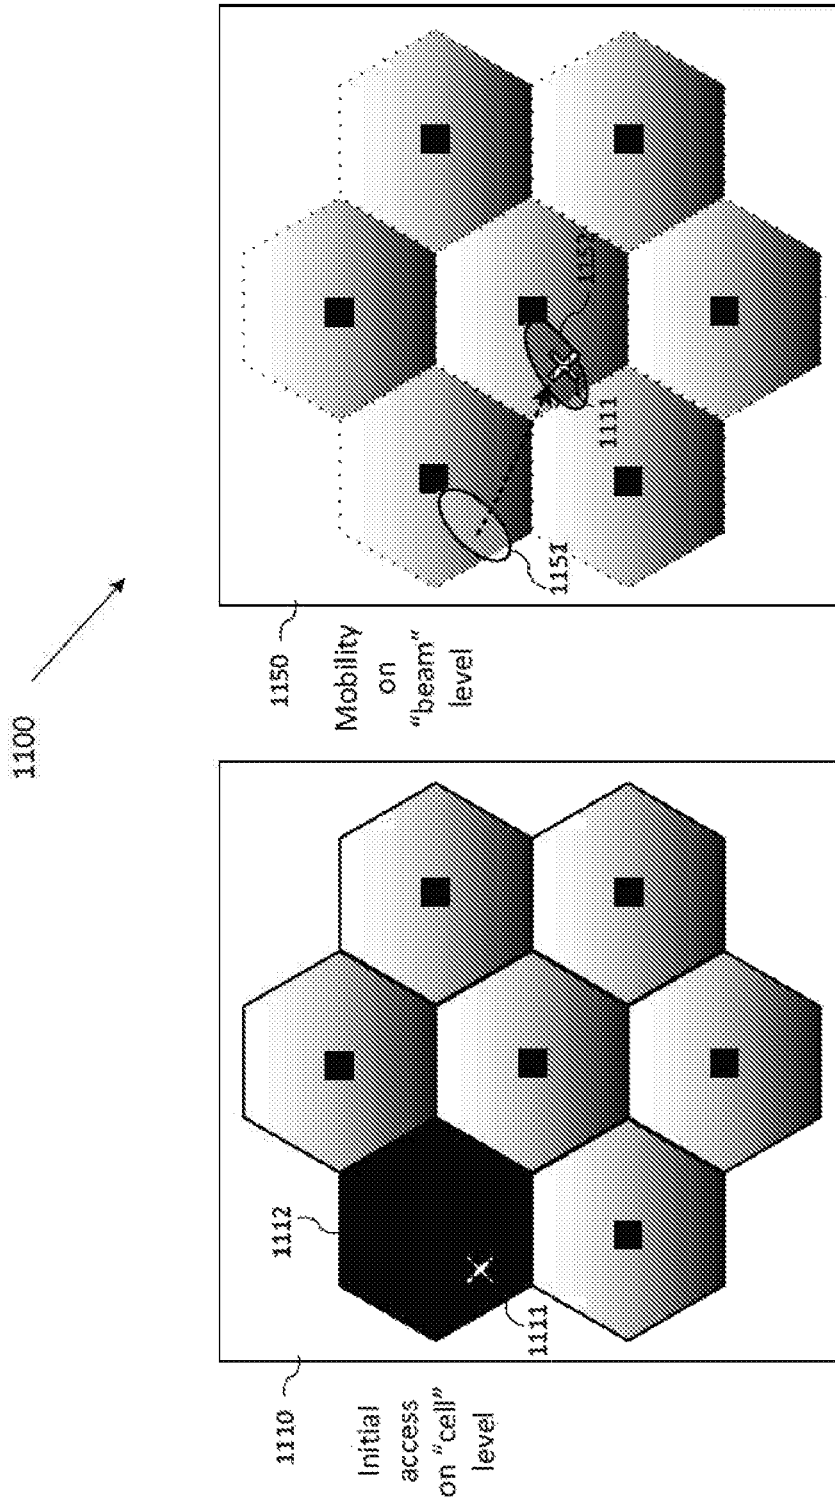 1100
1110
Initial
access
on "cell"
level
1112
1111
1150
Mobility
on
"beam"
level
1151
1111